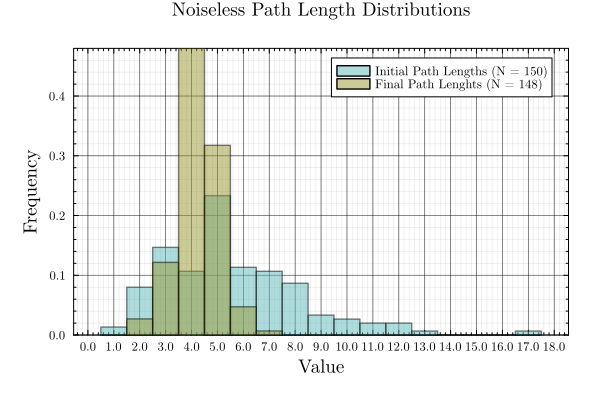 Noiseless Path Length Distributions
Initial Path Lengths (N = 150)
Final Path Lenghts (N = 148)
Frequency
0.4
0.3
0.2
0.1
0.0
0.0 1.0 2.0 3.0 4.0 5.0 6.0 7.0 8.0 9.0 10.0 11.0 12.0 13.0 14.0 15.0 16.0 17.0 18.0
Value